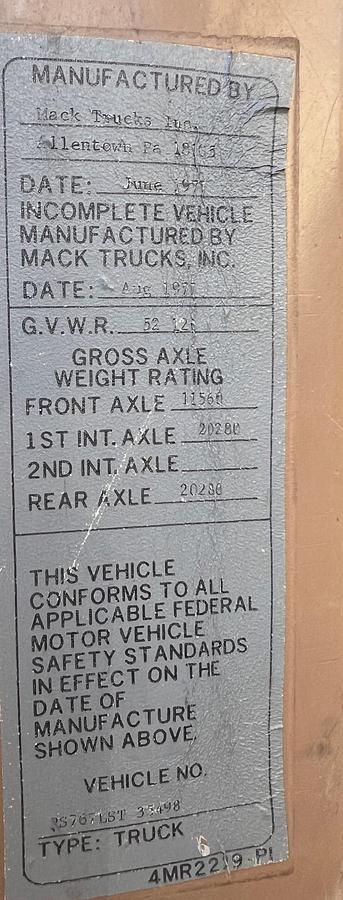 MANUFACTURED BY
Mack Trucks Inc.
Allentown Pa
DATE: June
INCOMPLETE VEHICLE
MANUFACTURED BY
MACK TRUCKS, INC.
DATE: Aug
G.V.W.R. 52
GROSS AXLE
WEIGHT RATING
FRONT AXLE 11560
1ST INT. AXLE 20280
2ND INT. AXLE
REAR AXLE 20280
THIS VEHICLE
CONFORMS TO ALL
APPLICABLE FEDERAL
MOTOR VEHICLE
SAFETY STANDARDS
IN EFFECT ON THE
DATE OF
MANUFACTURE
SHOWN ABOVE.
VEHICLE NO.
TYPE: TRUCK